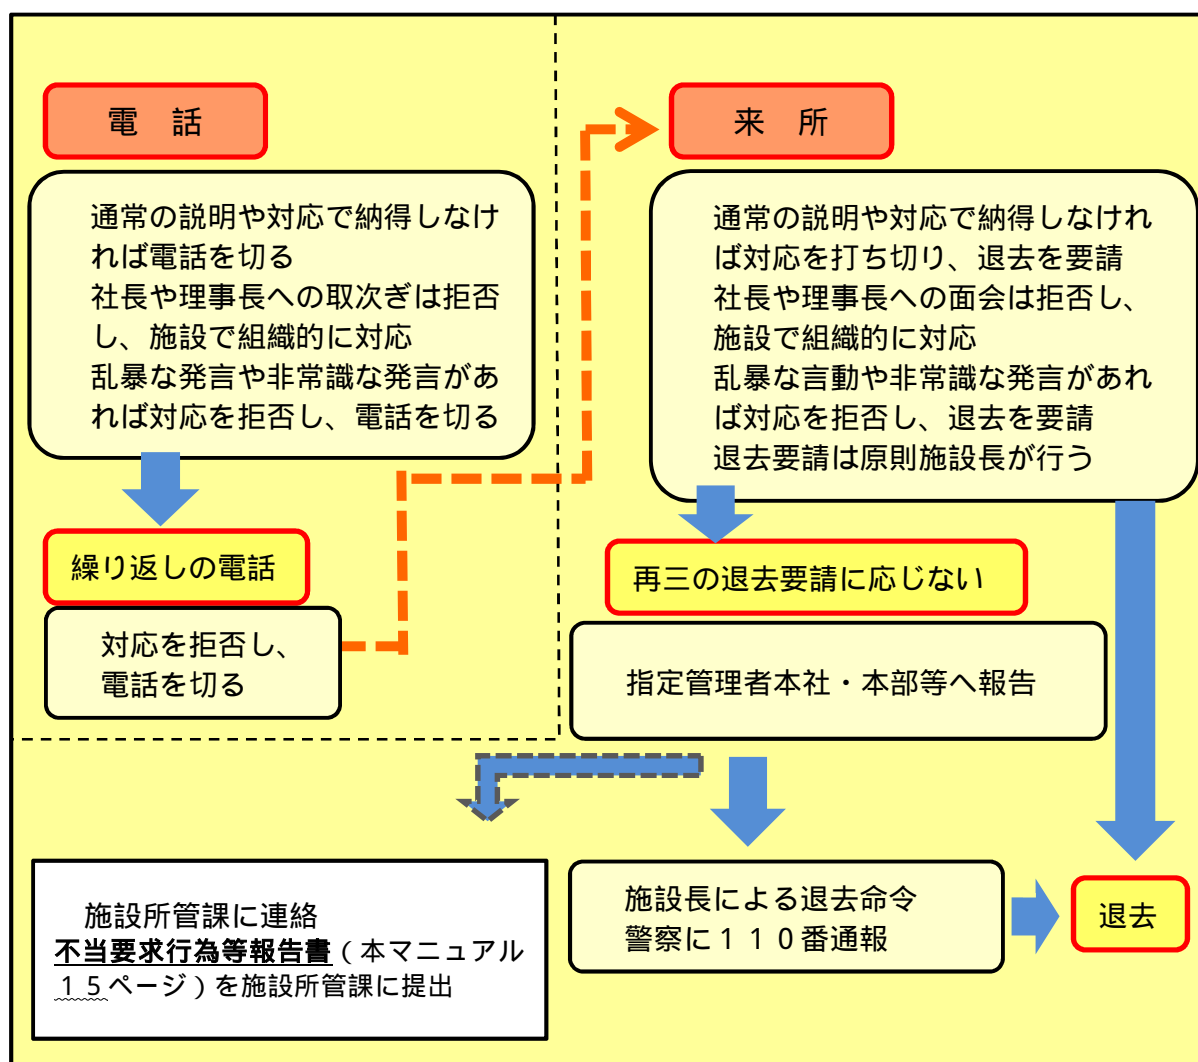 電　話
通常の説明や対応で納得しなけ
れば電話を切る
社長や理事長への取次ぎは拒否
し、施設で組織的に対応
乱暴な発言や非常識な発言があ
れば対応を拒否し、電話を切る
繰り返しの電話
対応を拒否し、
電話を切る
来　所
通常の説明や対応で納得しなけれ
ば対応を打ち切り、退去を要請
社長や理事長への面会は拒否し、
施設で組織的に対応
乱暴な言動や非常識な発言があれ
ば対応を拒否し、退去を要請
退去要請は原則施設長が行う
再三の退去要請に応じない
指定管理者本社・本部等へ報告
施設所管課に連絡
不当要求行為等報告書（本マニュアル
１５ページ）を施設所管課に提出
施設長による退去命令
警察に１１０番通報
退去